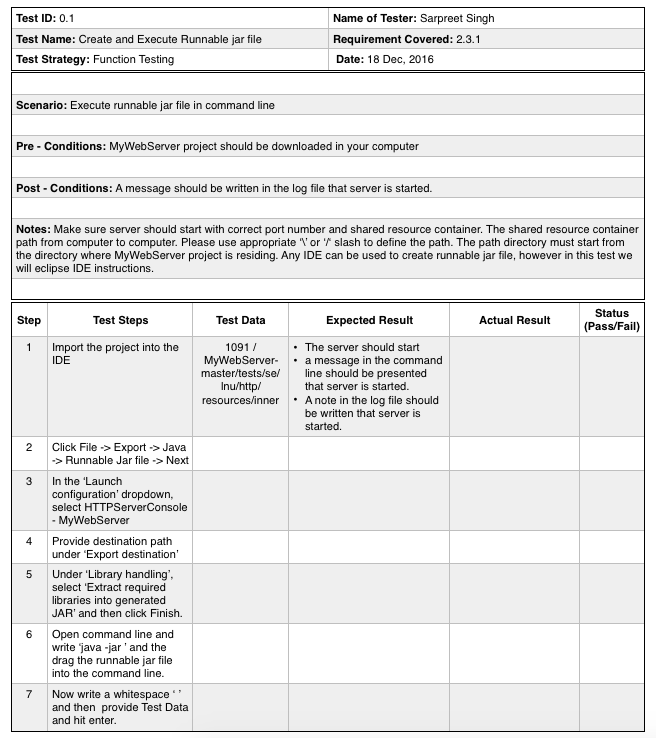 Test ID: 0.1
Name of Tester: Sarpreet Singh
Test Name: Create and Execute Runnable jar file
Requirement Covered: 2.3.1
Test Strategy: Function Testing
Date: 18 Dec, 2016
Scenario: Execute runnable jar file in command line
Pre - Conditions: MyWebServer project should be downloaded in your computer
Post - Conditions: A message should be written in the log file that server is started.
Notes: Make sure server should start with correct port number and shared resource container. The shared resource container
path from computer to computer. Please use appropriate ‘\’ or ‘/‘ slash to define the path. The path directory must start from
the directory where MyWebServer project is residing. Any IDE can be used to create runnable jar file, however in this test we
will eclipse IDE instructions.
Step
Test Steps
Test Data
Expected Result
Actual Result
Status
(Pass/Fail)
1
Import the project into the
IDE
1091 /
MyWebServer-
master/tests/se/
lnu/http/
resources/inner
• The server should start
• a message in the command
line should be presented
that server is started.
• A note in the log file should
be written that server is
started.
2
Click File -> Export -> Java
-> Runnable Jar file -> Next
3
In the ‘Launch
configuration’ dropdown,
select HTTPServerConsole
- MyWebServer
4
Provide destination path
under ‘Export destination’
5
Under ‘Library handling’,
select ‘Extract required
libraries into generated
JAR’ and then click Finish.
6
Open command line and
write ‘java -jar ’ and the
drag the runnable jar file
into the command line.
7
Now write a whitespace ‘ ’
and then provide Test Data
and hit enter.